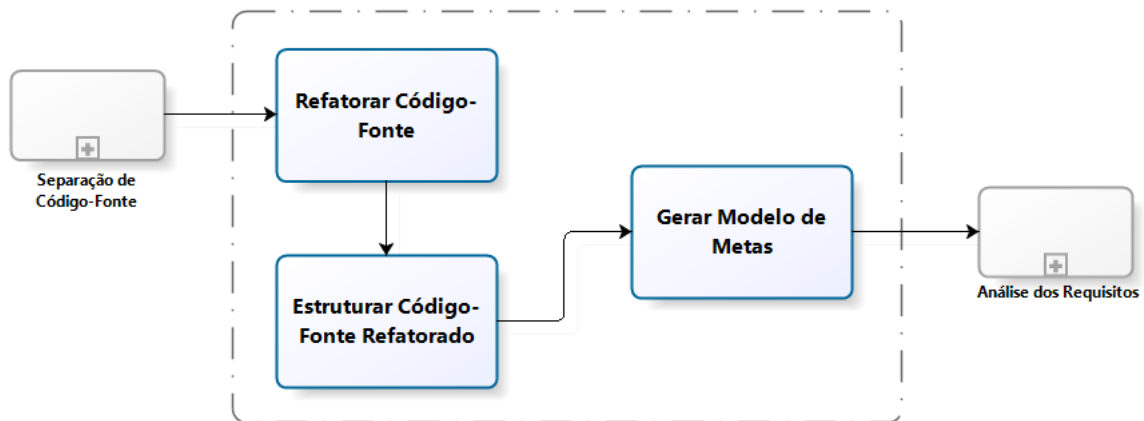 Separação de
Código-Fonte
Refatorar Código-
Fonte
Estruturar Código-
Fonte Refatorado
Gerar Modelo de
Metas
Análise dos Requisitos